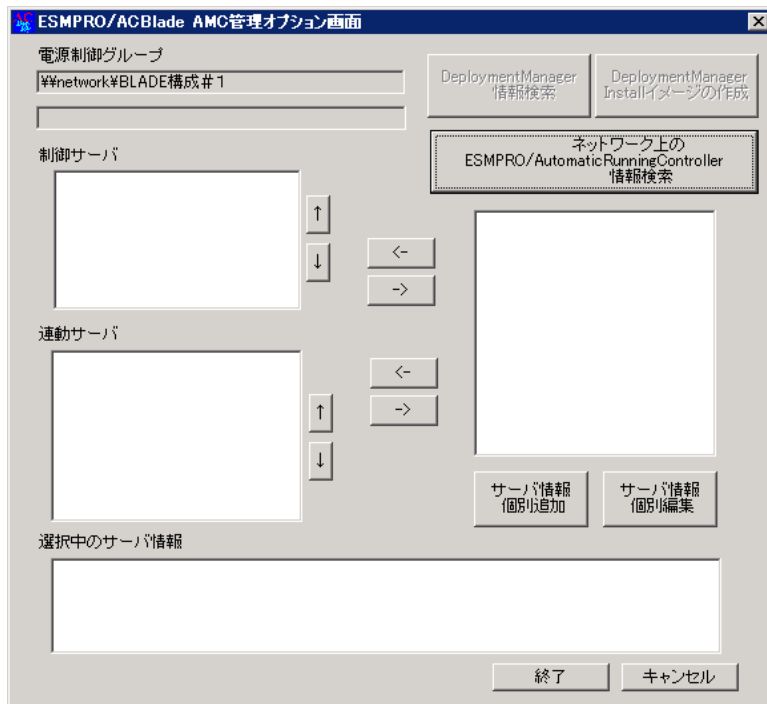 ESMPRO/ACBlade AMC管理オプション画面
電源制御グループ
¥¥network¥BLADE構成＃1
DeploymentManager
情報検索
DeploymentManager
Installイメージの作成
ネットワーク上の
ESMPRO/AutomaticRunningController
情報検索
制御サーバ
↑
↓
<-
->
連動サーバ
<-
->
↑
↓
サーバ情報
個別追加
サーバ情報
個別編集
選択中のサーバ情報
終了
キャンセル